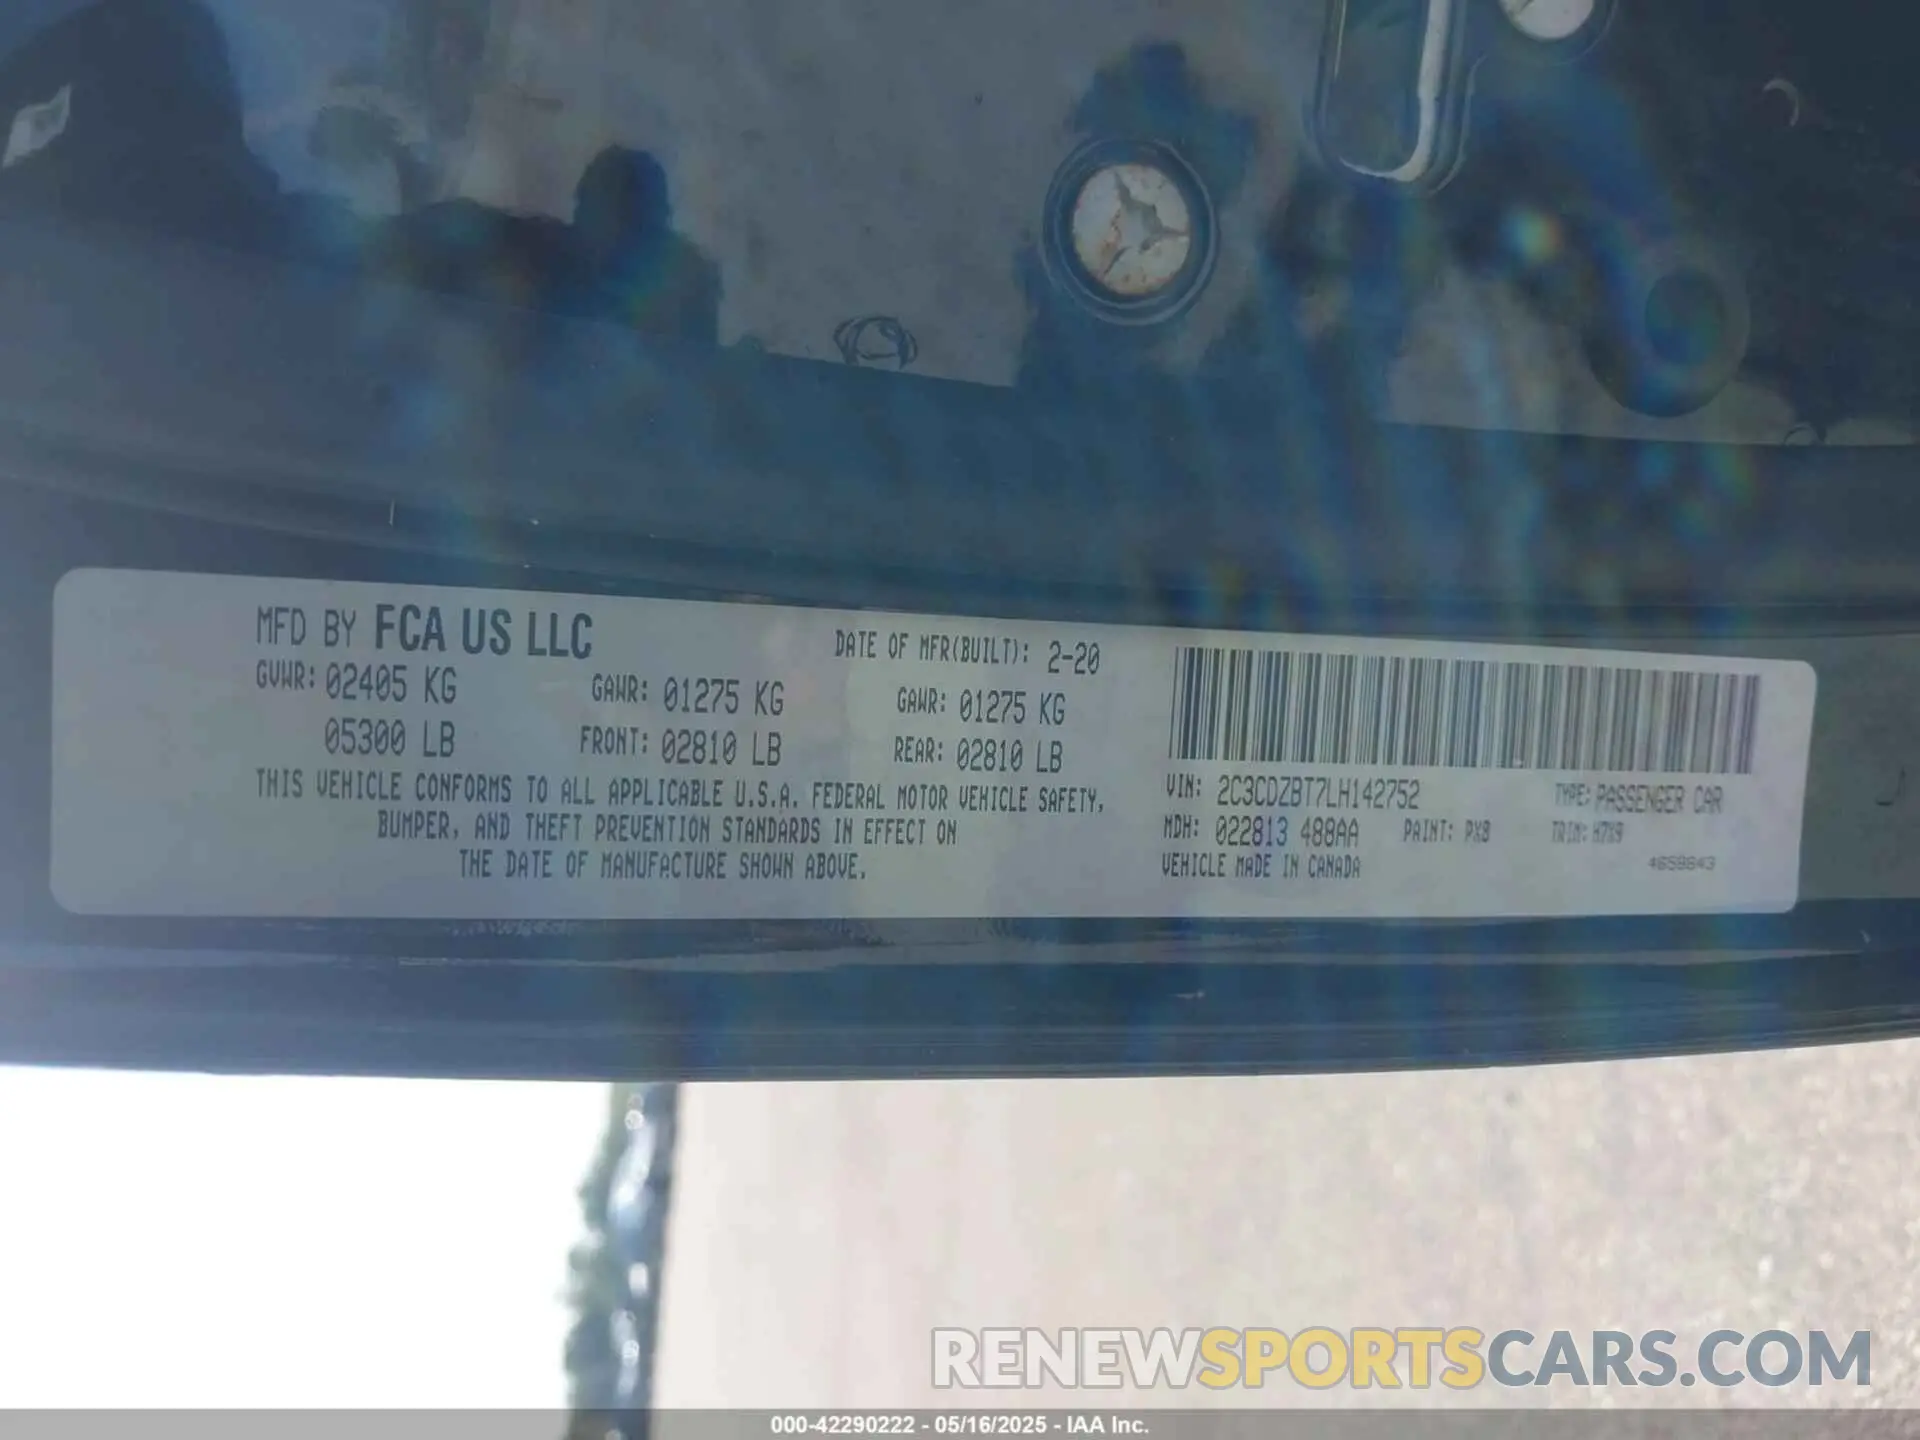 MFD BY FCA US LLC
DATE OF MFR(BUILT): 2-20
GVWR: 02405 KG
GAWR: 01275 KG
GAWR: 01275 KG
05300 LB
FRONT: 02810 LB
REAR: 02810 LB
THIS VEHICLE CONFORMS TO ALL APPLICABLE U.S.A. FEDERAL MOTOR VEHICLE SAFETY,
BUMPER, AND THEFT PREVENTION STANDARDS IN EFFECT ON
THE DATE OF MANUFACTURE SHOWN ABOVE.
VIN: 2C3CDZBT7LH142752
TYPE: PASSENGER CAR
MDH: 022813 488AA
PAINT: PX8
TRIM: H7X9
VEHICLE MADE IN CANADA
RENEWSPORTSCARS.COM
000-42290222 - 05/16/2025 - IAA Inc.